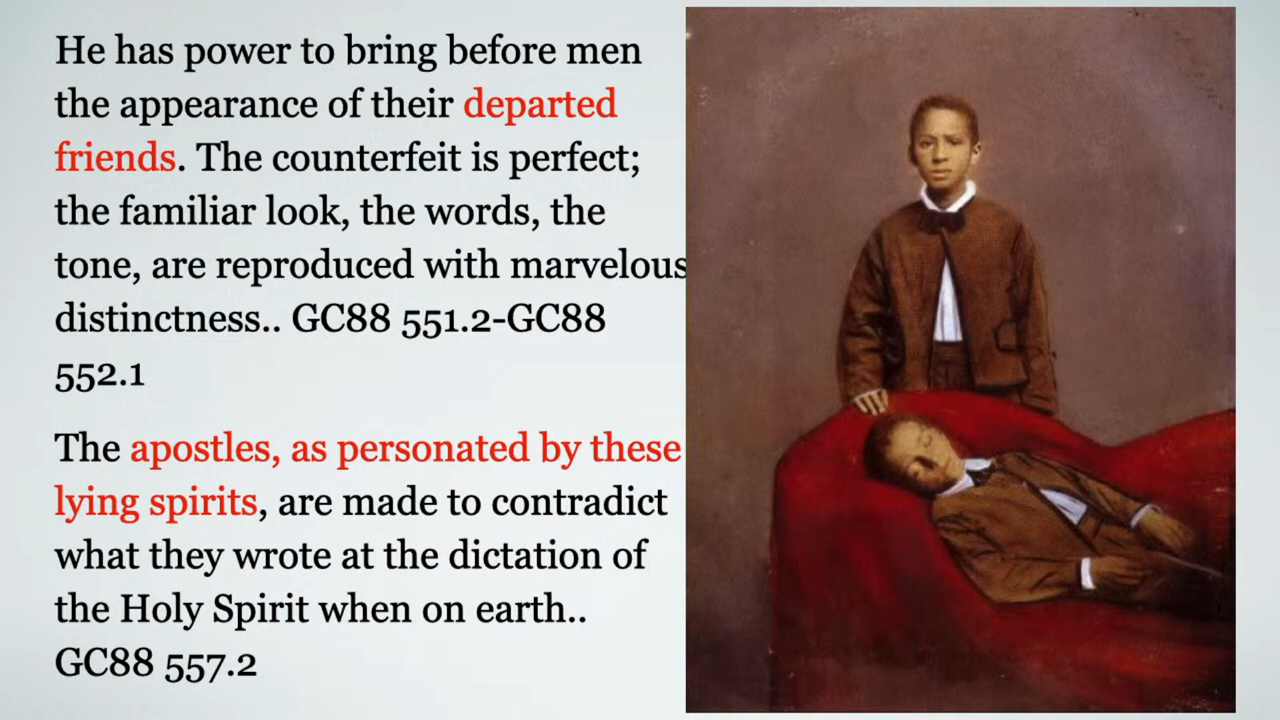 He has power to bring before men
the appearance of their departed
friends. The counterfeit is perfect;
the familiar look, the words, the
tone, are reproduced with marvelous
distinctness.. GC88 551.2-GC88
552.1
The apostles, as personated by these
lying spirits, are made to contradict
what they wrote at the dictation of
the Holy Spirit when on earth..
GC88 557.2